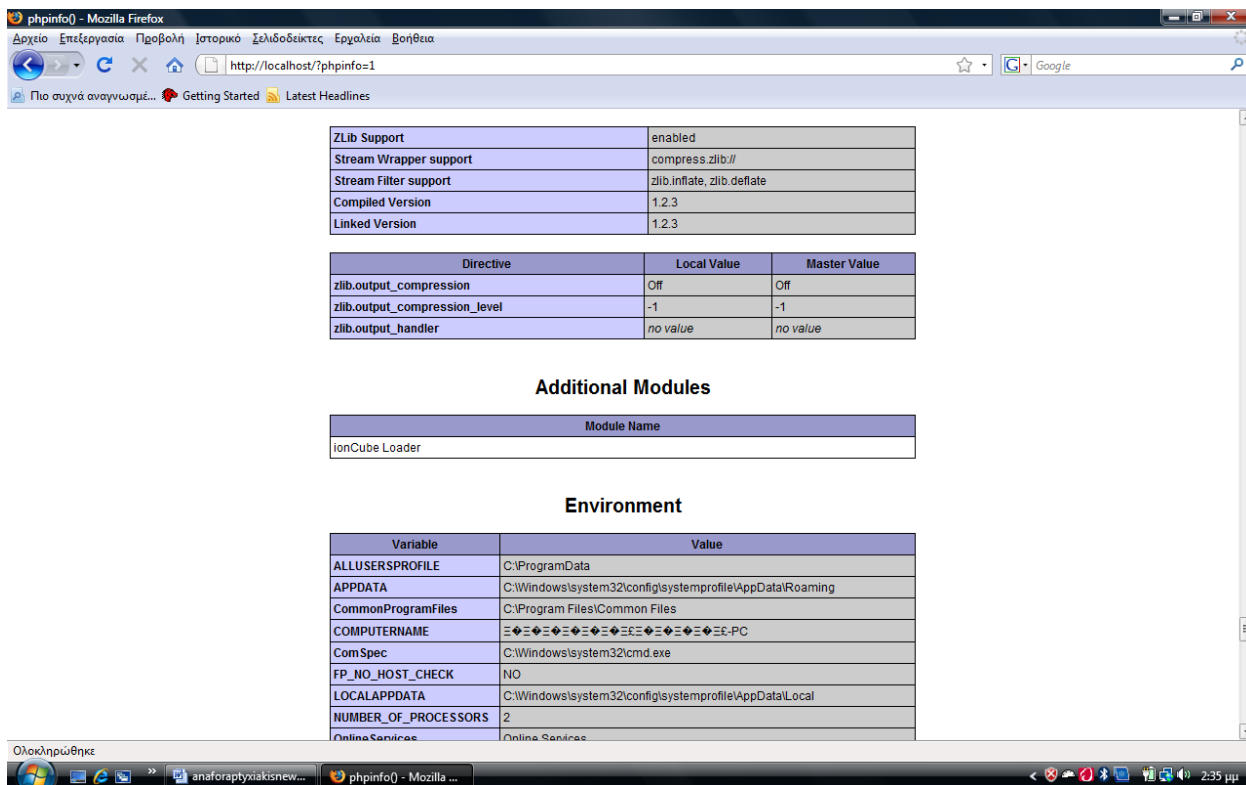 phpinfo() - Mozilla Firefox
Αρχείο Επεξεργασία Προβολή Ιστορικό Σελιδοδείκτες Εργαλεία Βοήθεια
http://localhost/?phpinfo=1
Google
Πιο συχνά αναγνωσμέ... Getting Started Latest Headlines
ZLib Support enabled
Stream Wrapper support compress.zlib://
Stream Filter support zlib.inflate, zlib.deflate
Compiled Version 1.2.3
Linked Version 1.2.3
Directive Local Value Master Value
zlib.output_compression Off Off
zlib.output_compression_level -1 -1
zlib.output_handler no value no value
Additional Modules
Module Name
ionCube Loader
Environment
Variable Value
ALLUSERSPROFILE C:\ProgramData
APPDATA C:\Windows\system32\config\systemprofile\AppData\Roaming
CommonProgramFiles C:\Program Files\Common Files
COMPUTERNAME Ξ�Ξ�Ξ�Ξ�Ξ�Ξ�Ξ£Ξ�Ξ�Ξ�Ξ�Ξ£-PC
ComSpec C:\Windows\system32\cmd.exe
FP_NO_HOST_CHECK NO
LOCALAPPDATA C:\Windows\system32\config\systemprofile\AppData\Local
NUMBER_OF_PROCESSORS 2
OnlineServices Online Services
Ολοκληρώθηκε
anaforaptyxiakisnew... phpinfo() - Mozilla ... 2:35 μμ